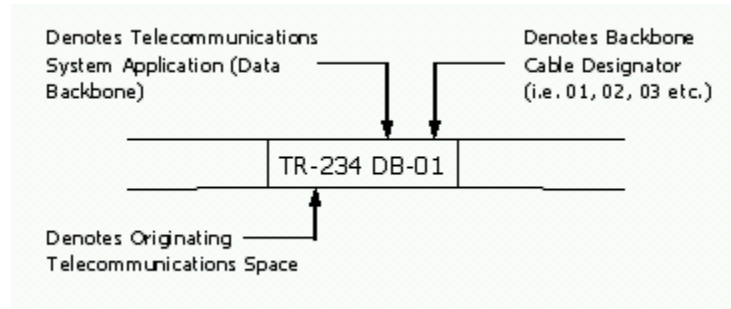 Denotes Telecommunications
System Application (Data
Backbone)
Denotes Backbone
Cable Designator
(i.e. 01, 02, 03 etc.)
TR-234 DB-01
Denotes Originating
Telecommunications Space